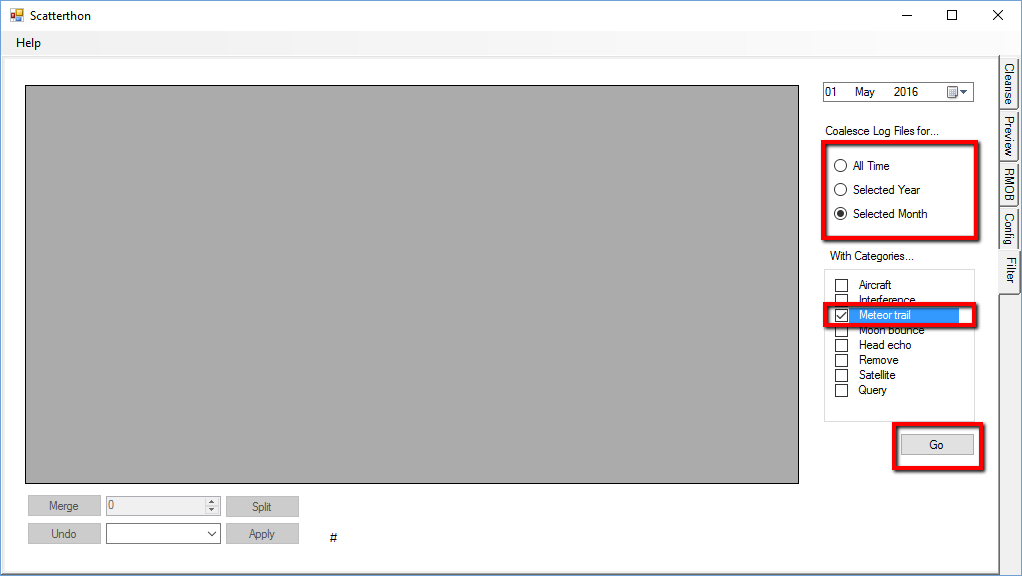 Scatterthon
Help
01 May 2016
Coalesce Log Files for...
All Time
Selected Year
Selected Month
With Categories...
Aircraft
Interference
Meteor trail
Moon bounce
Head echo
Remove
Satellite
Query
Go
Merge
0
Split
Undo
Apply
#
Cleanse
Preview
RMOB
Config
Filter